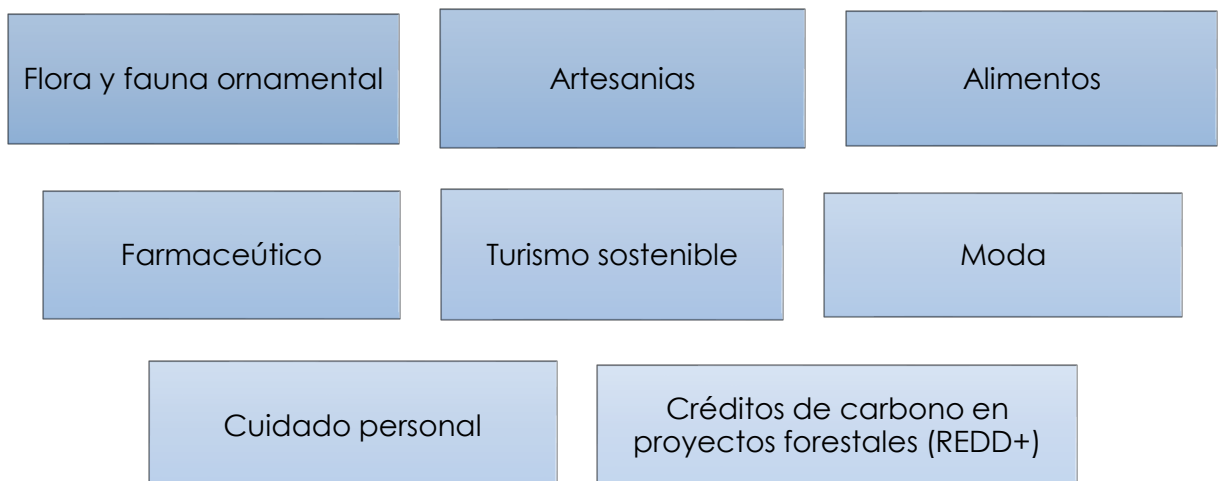 Flora y fauna ornamental
Artesanias
Alimentos
Farmaceútico
Turismo sostenible
Moda
Cuidado personal
Créditos de carbono en
proyectos forestales (REDD+)